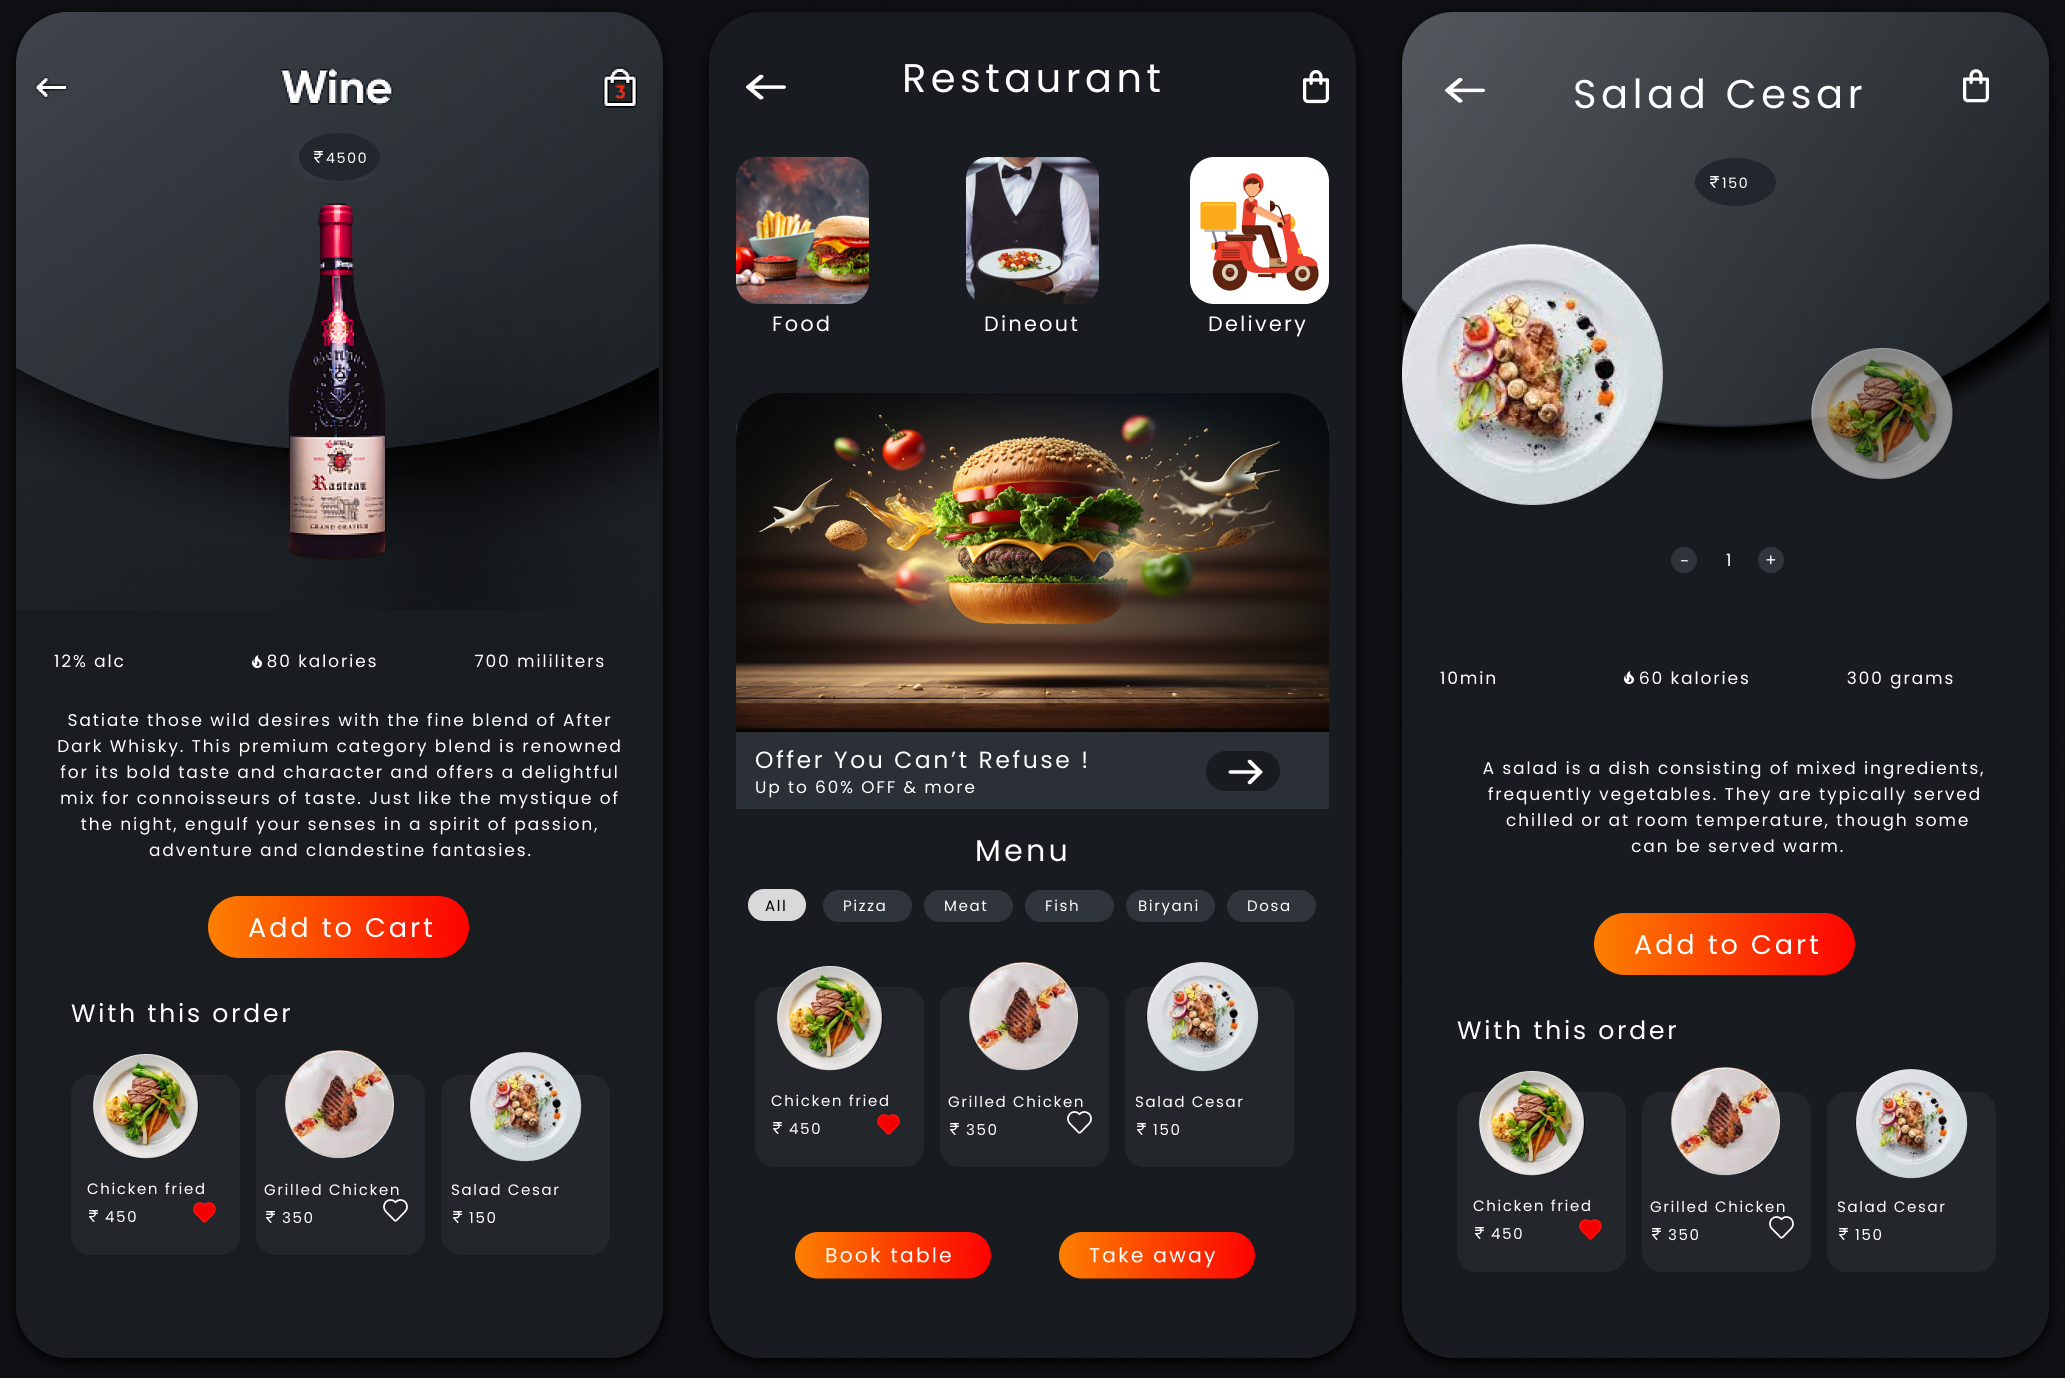 Wine
3
₹4500
Rasteau
GRAND ORATEUR
12% alc
80 kalories
700 mililiters
Satiate those wild desires with the fine blend of After
Dark Whisky. This premium category blend is renowned
for its bold taste and character and offers a delightful
mix for connoisseurs of taste. Just like the mystique of
the night, engulf your senses in a spirit of passion,
adventure and clandestine fantasies.
Add to Cart
With this order
Chicken fried
₹ 450
Grilled Chicken
₹ 350
Salad Cesar
₹ 150
Restaurant
Food
Dineout
Delivery
Offer You Can't Refuse !
Up to 60% OFF & more
Menu
All
Pizza
Meat
Fish
Biryani
Dosa
Chicken fried
₹ 450
Grilled Chicken
₹ 350
Salad Cesar
₹ 150
Book table
Take away
Salad Cesar
₹150
- 1 +
10min
60 kalories
300 grams
A salad is a dish consisting of mixed ingredients,
frequently vegetables. They are typically served
chilled or at room temperature, though some
can be served warm.
Add to Cart
With this order
Chicken fried
₹ 450
Grilled Chicken
₹ 350
Salad Cesar
₹ 150